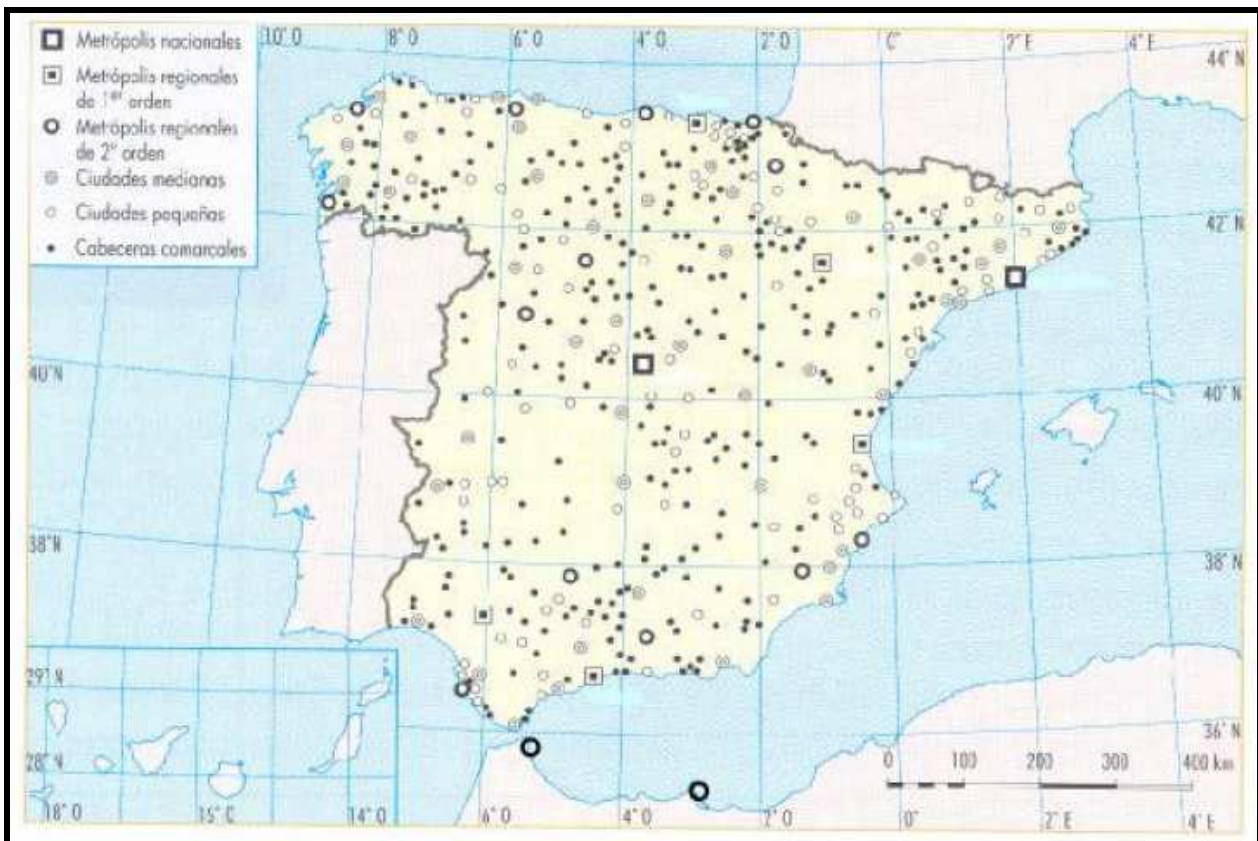 Metrópolis nacionales
Metrópolis regionales
de 1er orden
Metrópolis regionales
de 2º orden
Ciudades medianas
Ciudades pequeñas
Cabeceras comarcales
10° O
8° O
6° O
4° O
2° O
0°
2° E
4° E
44° N
42° N
40° N
40° N
38° N
38° N
29° N
36° N
28° N
0 100 200 300 400 km
18° O
14° O
6° O
4° O
2° O
0°
2° E
4° E